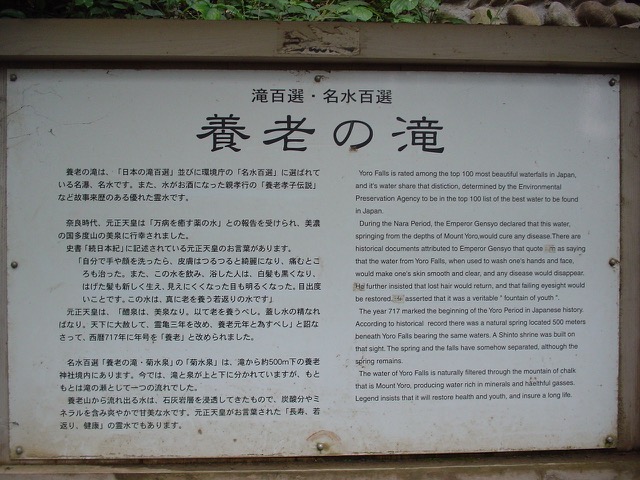 滝百選・名水百選
養老の滝
養老の滝は、「日本の滝百選」並びに環境庁の「名水百選」に選ばれて
いる名瀑、名水です。また、水がお酒になった親孝行の「養老孝子伝説」
など故事来歴のある優れた霊水です。
奈良時代、元正天皇は「万病を癒す薬の水」との報告を受けられ、美濃
の国多度山の美泉に行幸されました。
史書「続日本紀」に記述されている元正天皇のお言葉があります。
「自分で手や顔を洗ったら、皮膚はつるつると綺麗になり、痛むとこ
ろも治った。また、この水を飲み、浴した人は、白髪も黒くなり、
はげた髪も新しく生え、見えにくくなった目も明るくなった。目出度
いことです。この水は、真に老を養う若返りの水です」
元正天皇は、「醴泉は、美泉なり。以て老を養うべし。蓋し水の精なれ
ばなり。天下に大赦して、霊亀三年を改め、養老元年と為すべし」と詔な
さって、西暦717年に年号を「養老」と改められました。
名水百選「養老の滝・菊水泉」の「菊水泉」は、滝から約500m下の養老
神社境内にあります。今では、滝と泉が上と下に分かれていますが、もと
もとは滝の瀬として一つの流れでした。
養老山から流れ出る水は、石灰岩層を浸透してきたもので、炭酸分やミ
ネラルを含み爽やかで甘美な水です。元正天皇がお言葉された「長寿、若
返り、健康」の霊水でもあります。
Yoro Falls is rated among the top 100 most beautiful waterfalls in Japan,
and it's water share that distiction, determined by the Environmental
Preservation Agency to be in the top 100 list of the best water to be found
in Japan.
During the Nara Period, the Emperor Gensyo declared that this water,
springing from the depths of Mount Yoro,would cure any disease.There are
historical documents attributed to Emperor Gensyo that quote him as saying
that the water from Yoro Falls, when used to wash one's hands and face,
would make one's skin smooth and clear, and any disease would disappear.
He further insisted that lost hair would return, and that failing eyesight would
be restored. He asserted that it was a veritable " fountain of youth ".
The year 717 marked the beginning of the Yoro Period in Japanese history.
According to historical record there was a natural spring located 500 meters
beneath Yoro Falls bearing the same waters. A Shinto shrine was built on
that sight. The spring and the falls have somehow separated, although the
spring remains.
The water of Yoro Falls is naturally filtered through the mountain of chalk
that is Mount Yoro, producing water rich in minerals and healthful gasses.
Legend insists that it will restore health and youth, and insure a long life.